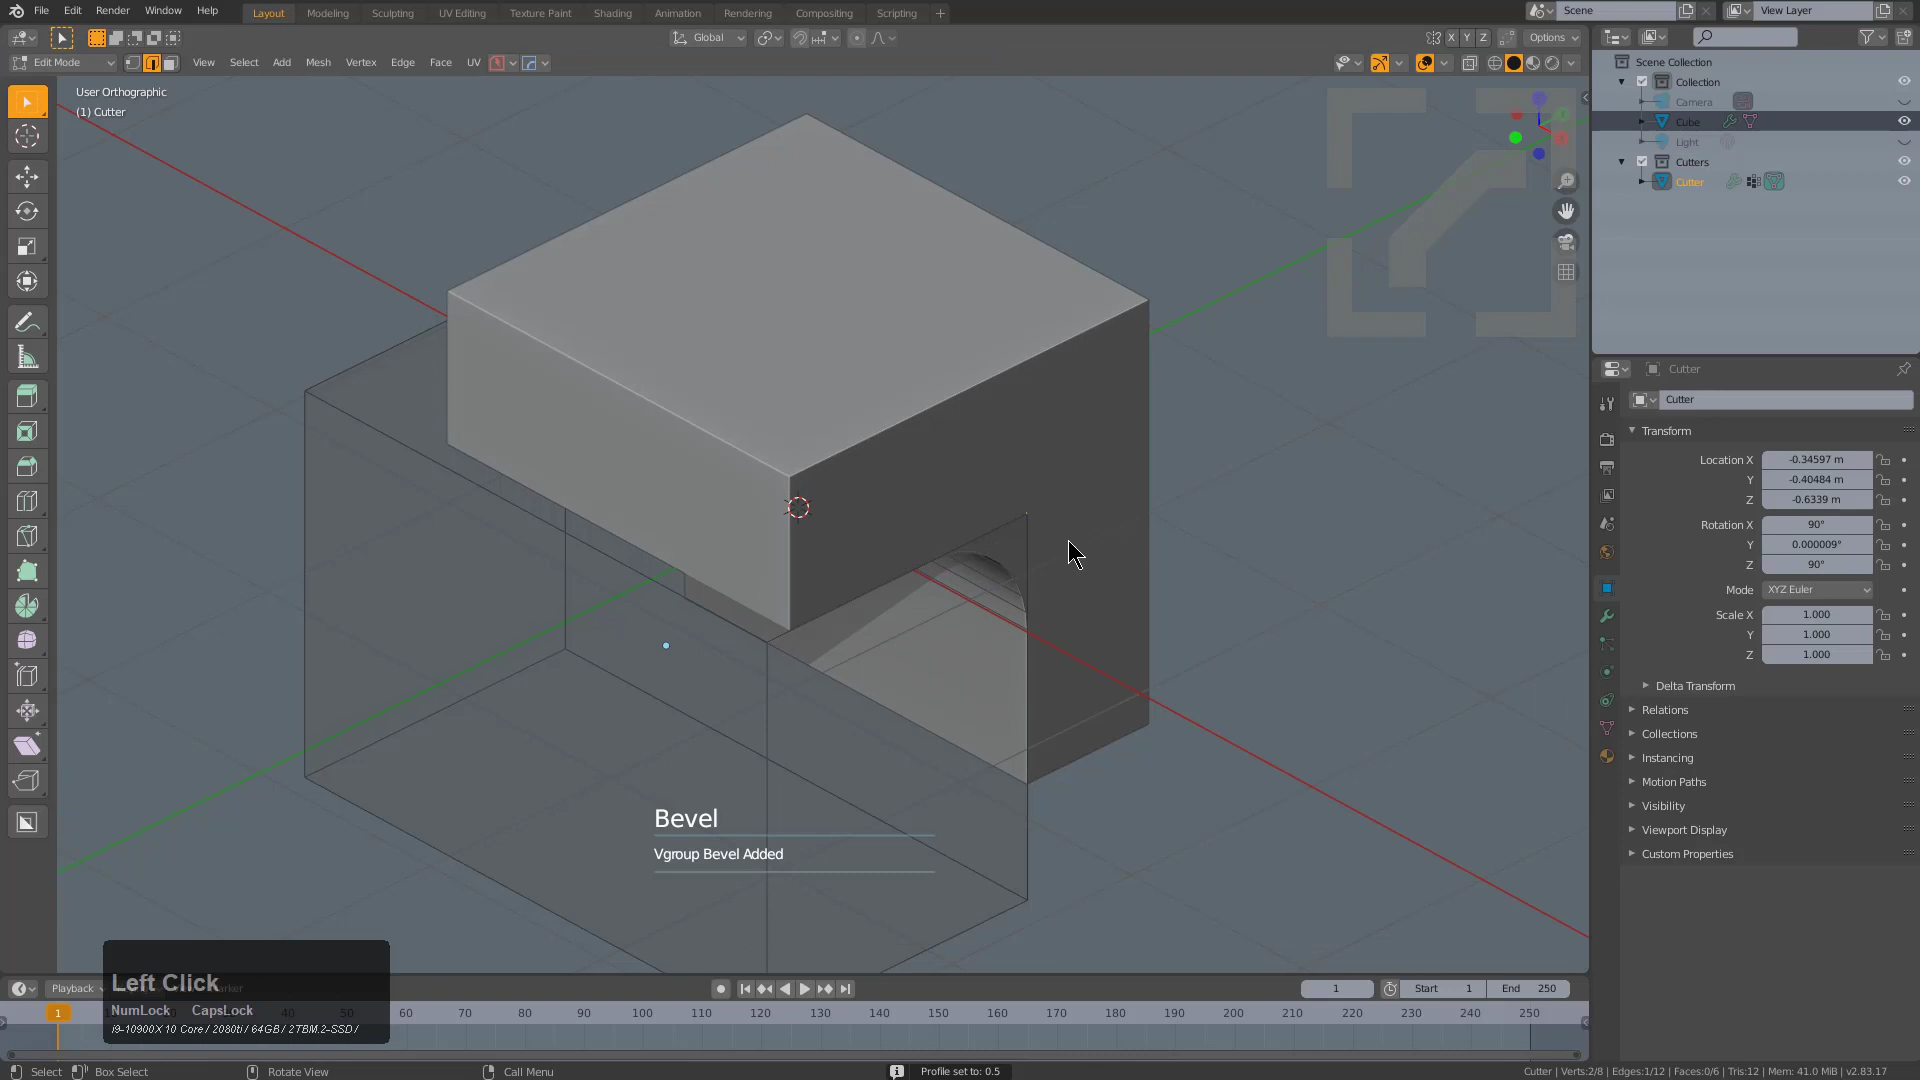 File Edit Render Window Help
Layout Modeling Sculpting UV Editing Texture Paint Shading Animation Rendering Compositing Scripting +
Scene View Layer
Global X Y Z Options
Edit Mode View Select Add Mesh Vertex Edge Face UV
User Orthographic
(1) Cutter
Scene Collection
Collection
Camera
Cube
Light
Cutters
Cutter
Cutter
Cutter
Transform
Location X -0.34597 m
Y -0.40484 m
Z -0.6339 m
Rotation X 90°
Y 0.000009°
Z 90°
Mode XYZ Euler
Scale X 1.000
Y 1.000
Z 1.000
Delta Transform
Relations
Collections
Instancing
Motion Paths
Visibility
Viewport Display
Custom Properties
Bevel
Vgroup Bevel Added
Left Click
NumLock CapsLock
i9-10900X 10 Core / 2080ti / 64GB / 2TBM.2-SSD /
Playback 1 Start 1 End 250
1 60 70 80 90 100 110 120 130 140 150 160 170 180 190 200 210 220 230 240 250
Select Box Select Rotate View Call Menu Profile set to: 0.5 Cutter | Verts:2/8 | Edges:1/12 | Faces:0/6 | Tris:12 | Mem: 41.0 MiB | v2.83.17